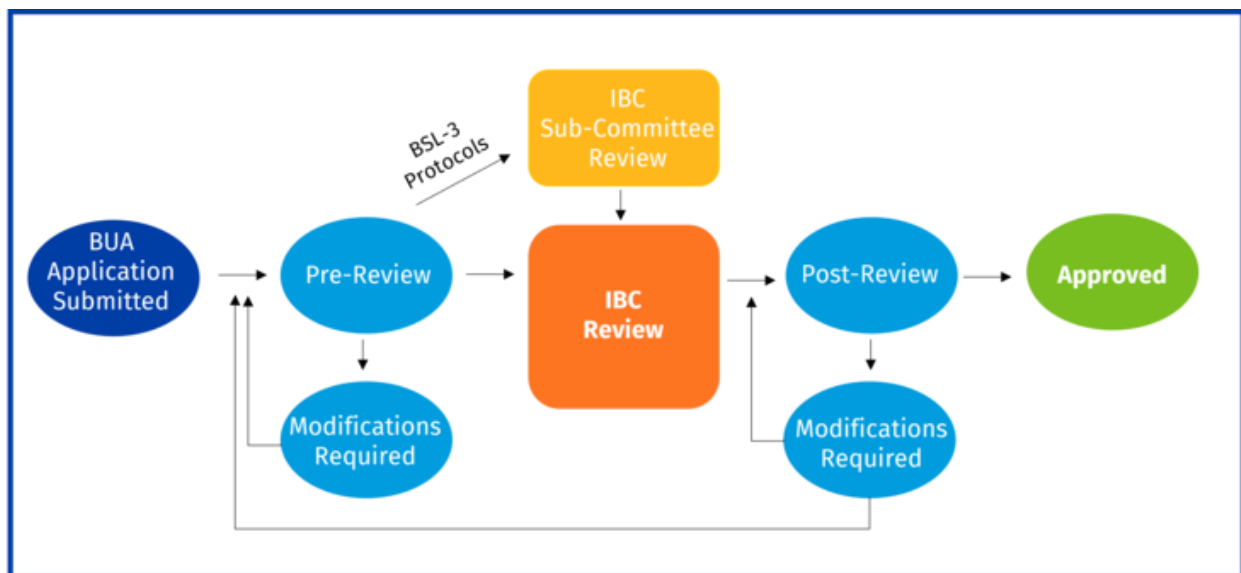 IBC
Sub-Committee
Review
BSL-3
Protocols
BUA
Application
Submitted
Pre-Review
IBC
Review
Post-Review
Approved
Modifications
Required
Modifications
Required